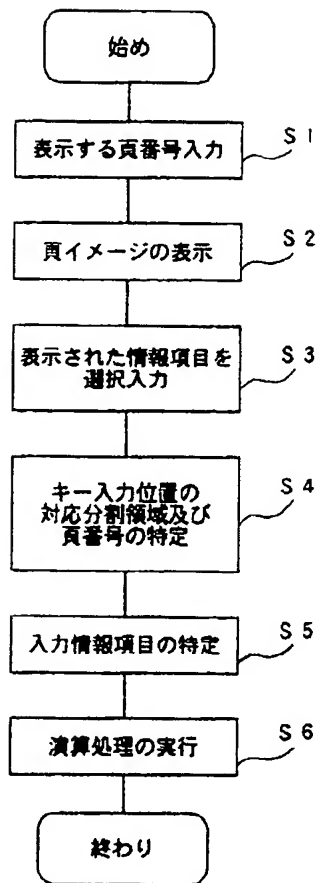 始め
表示する頁番号入力
S1
頁イメージの表示
S2
表示された情報項目を
選択入力
S3
キー入力位置の
対応分割領域及び
頁番号の特定
S4
入力情報項目の特定
S5
演算処理の実行
S6
終わり